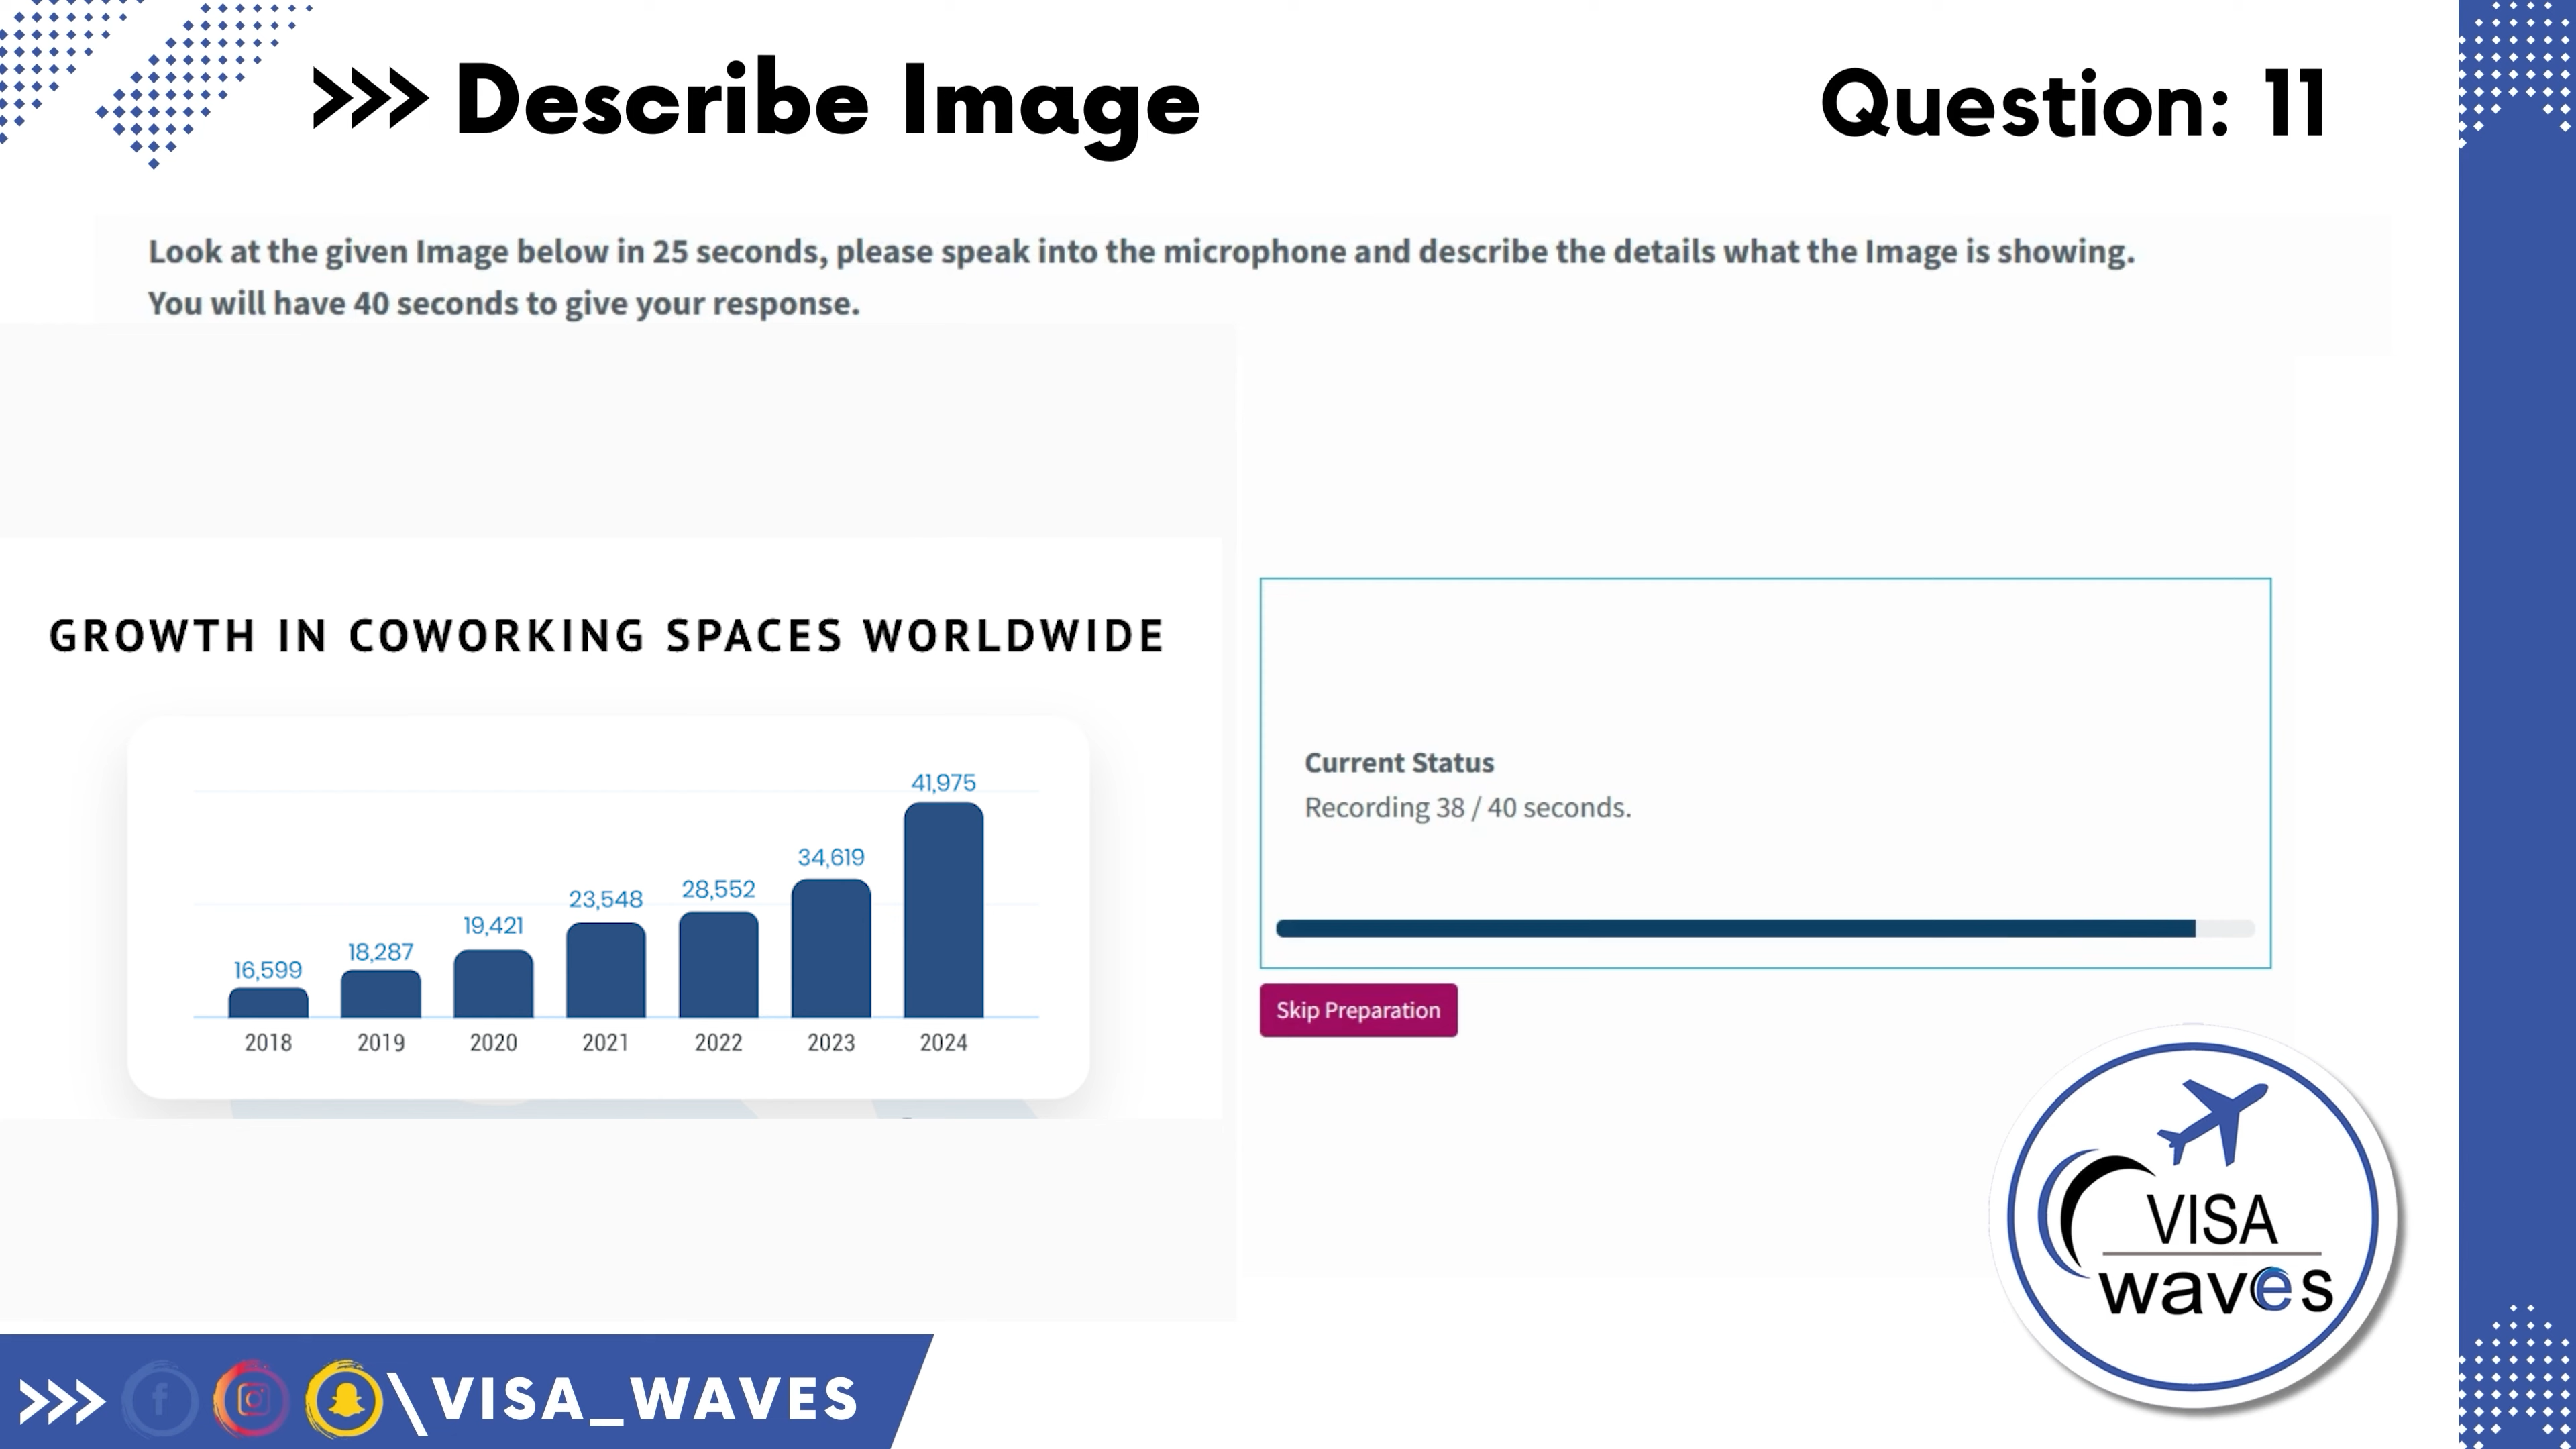 >>> Describe Image
Question: 11
Look at the given Image below in 25 seconds, please speak into the microphone and describe the details what the Image is showing.
You will have 40 seconds to give your response.
GROWTH IN COWORKING SPACES WORLDWIDE
16,599
18,287
19,421
23,548
28,552
34,619
41,975
2018
2019
2020
2021
2022
2023
2024
Current Status
Recording 38 / 40 seconds.
Skip Preparation
VISA
waves
>>> \VISA_WAVES